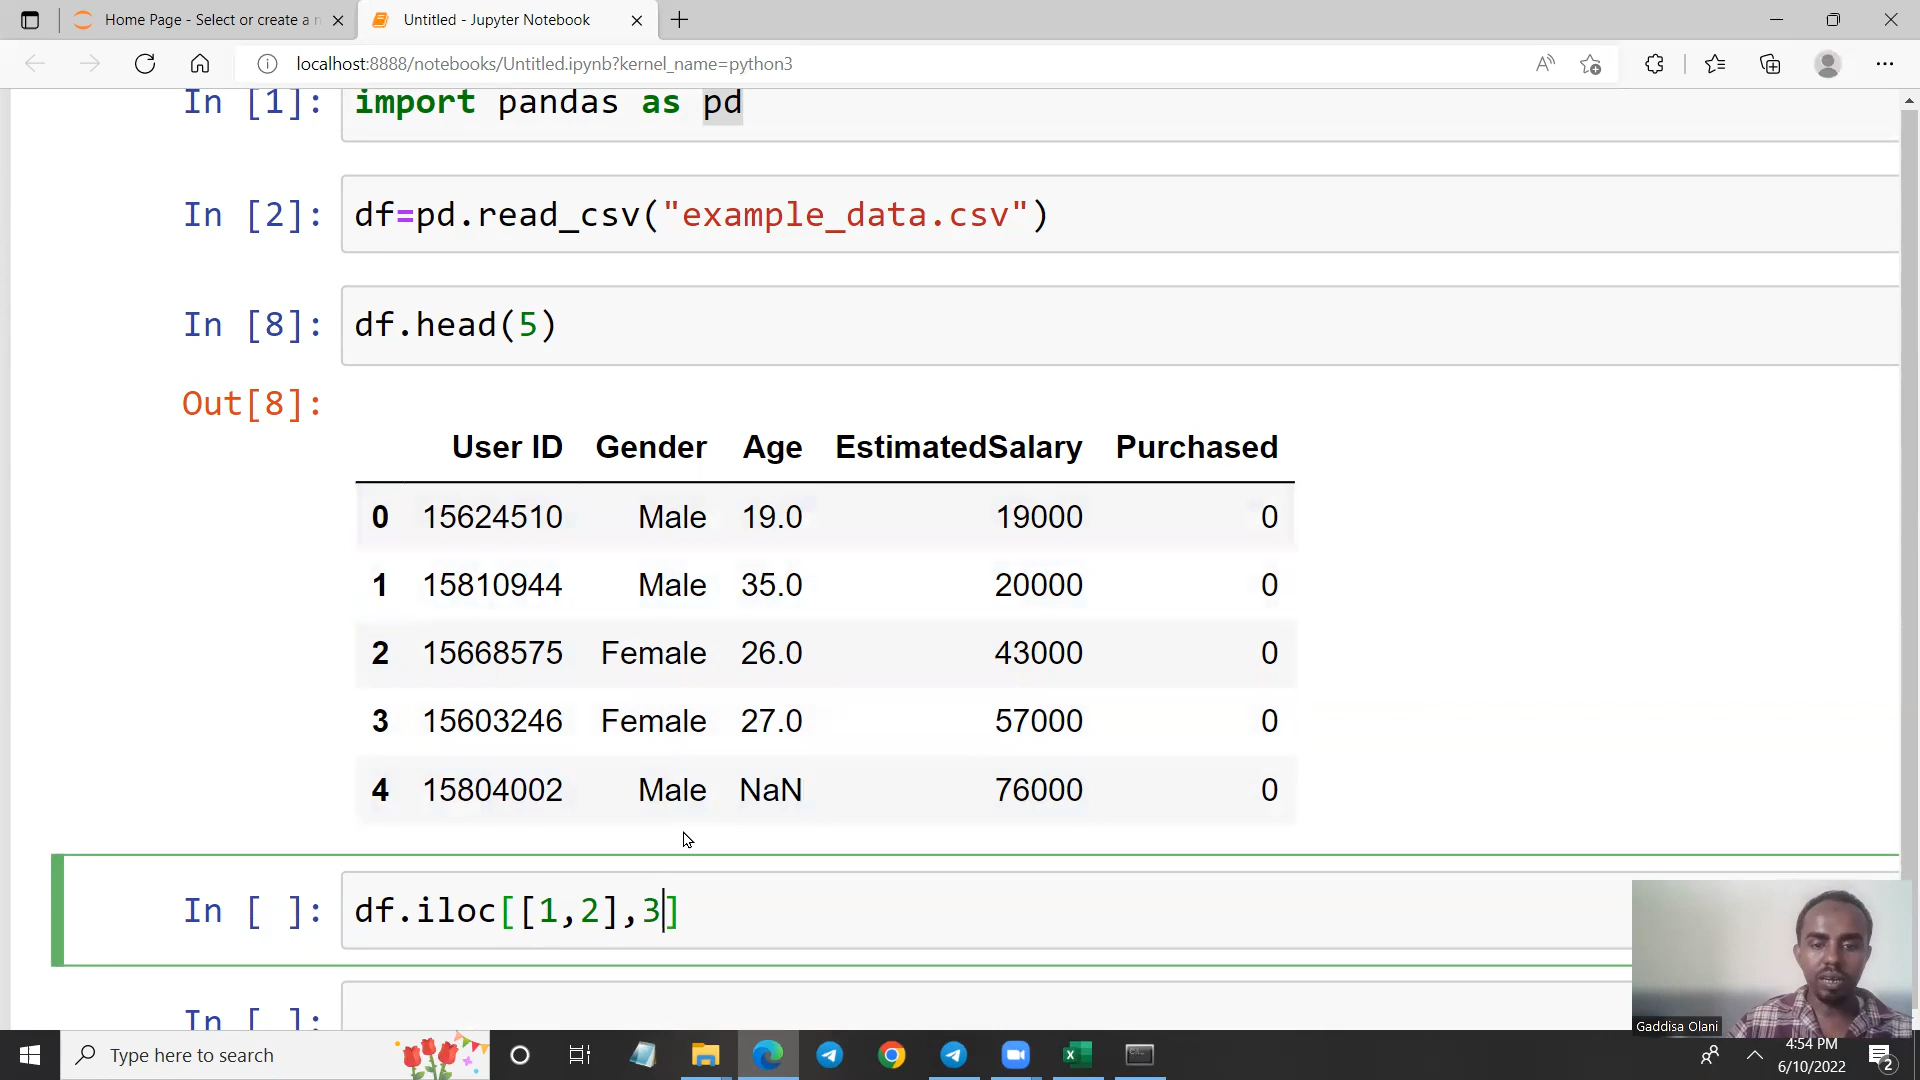 Home Page - Select or create a n
Untitled - Jupyter Notebook
localhost:8888/notebooks/Untitled.ipynb?kernel_name=python3
In [1]: import pandas as pd
In [2]: df=pd.read_csv("example_data.csv")
In [8]: df.head(5)
Out[8]:
User ID Gender Age EstimatedSalary Purchased
0 15624510 Male 19.0 19000 0
1 15810944 Male 35.0 20000 0
2 15668575 Female 26.0 43000 0
3 15603246 Female 27.0 57000 0
4 15804002 Male NaN 76000 0
In [ ]: df.iloc[[1,2],3]
In [ ]:
Gaddisa Olani
Type here to search
4:54 PM
6/10/2022
2